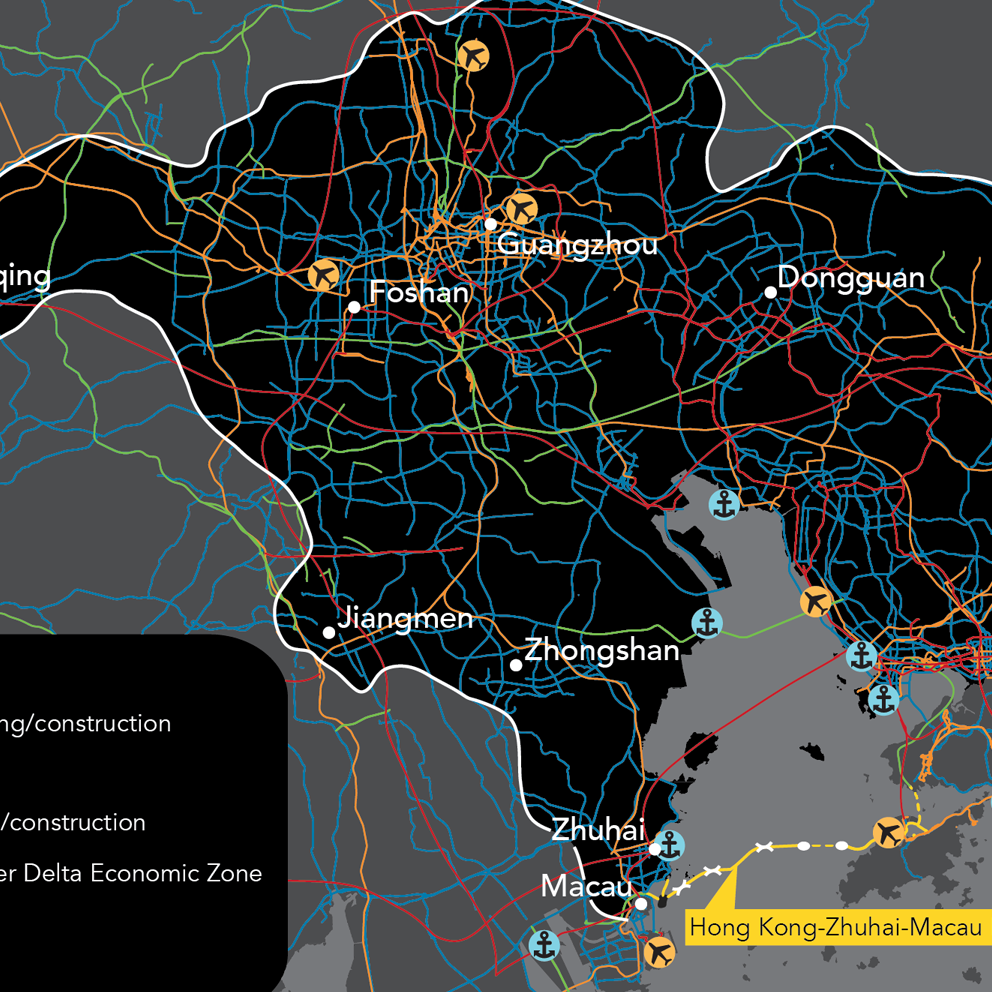 Guangzhou
qing
Foshan
Dongguan
Jiangmen
Zhongshan
ng/construction
/construction
er Delta Economic Zone
Zhuhai
Macau
Hong Kong-Zhuhai-Macau